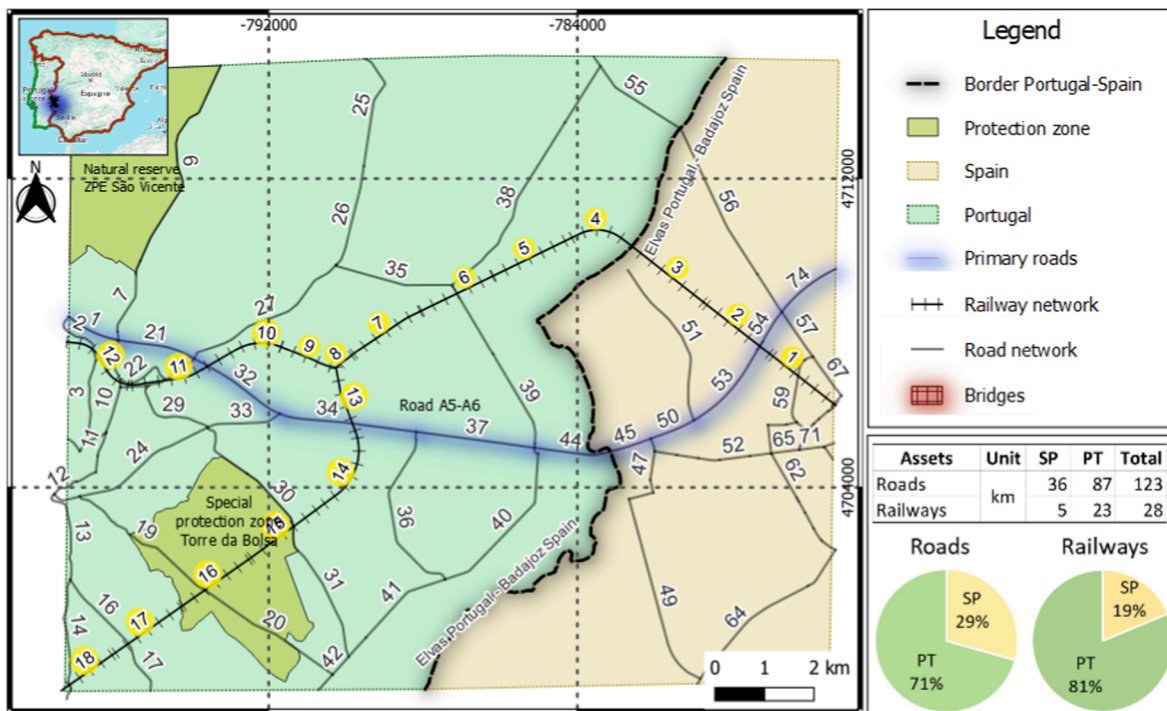 -792000
-784000
Madrid
Espagne
Natural reserve
ZPE São Vicente
N
4712000
4704000
Elvas Portugal - Badajoz Spain
Elvas Portugal - Badajoz Spain
Road A5-A6
Special
protection zone
Torre da Bolsa
1
2
3
4
5
6
7
8
9
10
11
12
13
14
15
16
17
18
1
2
3
6
7
10
11
12
13
14
16
17
19
20
21
22
24
25
26
27
29
30
31
32
33
34
35
36
37
38
39
40
41
42
44
45
47
49
50
51
52
53
54
55
56
57
59
62
64
65
67
71
74
0 1 2 km
Legend
Border Portugal-Spain
Protection zone
Spain
Portugal
Primary roads
Railway network
Road network
Bridges
Assets Unit SP PT Total
Roads km 36 87 123
Railways 5 23 28
Roads Railways
SP
29%
PT
71%
SP
19%
PT
81%